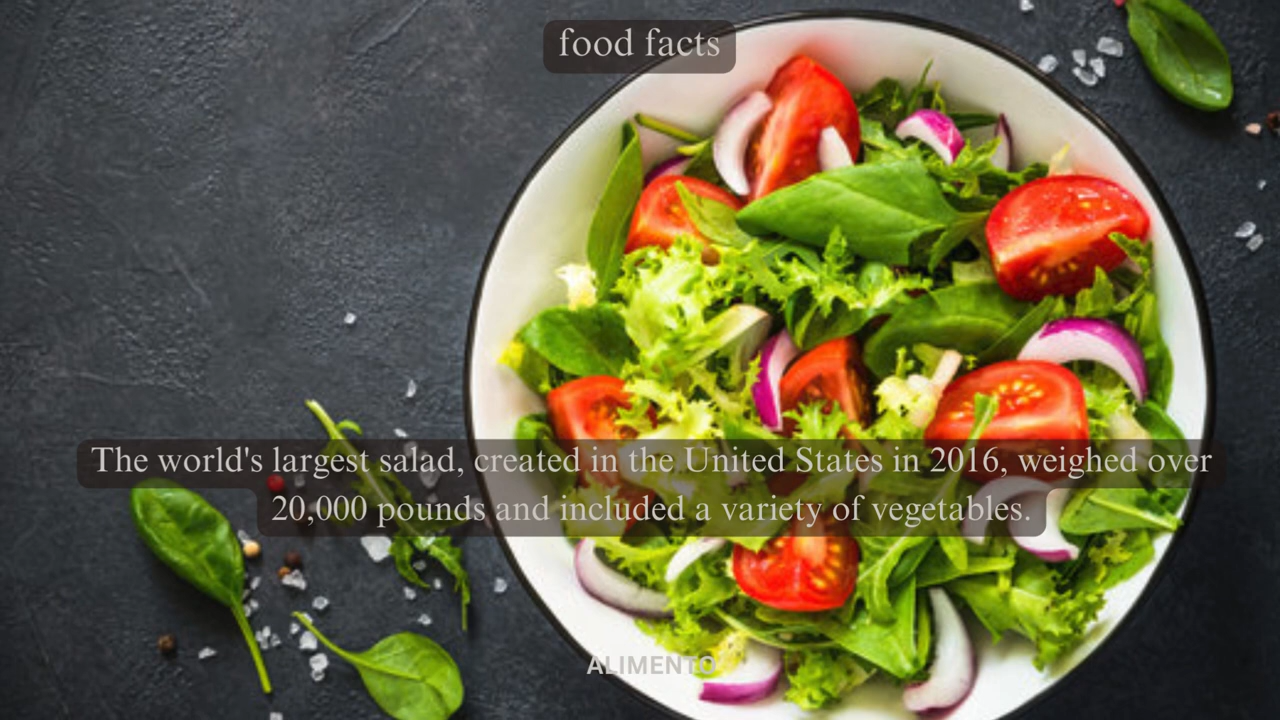 food facts
The world's largest salad, created in the United States in 2016, weighed over
20,000 pounds and included a variety of vegetables.
ALIMENTO